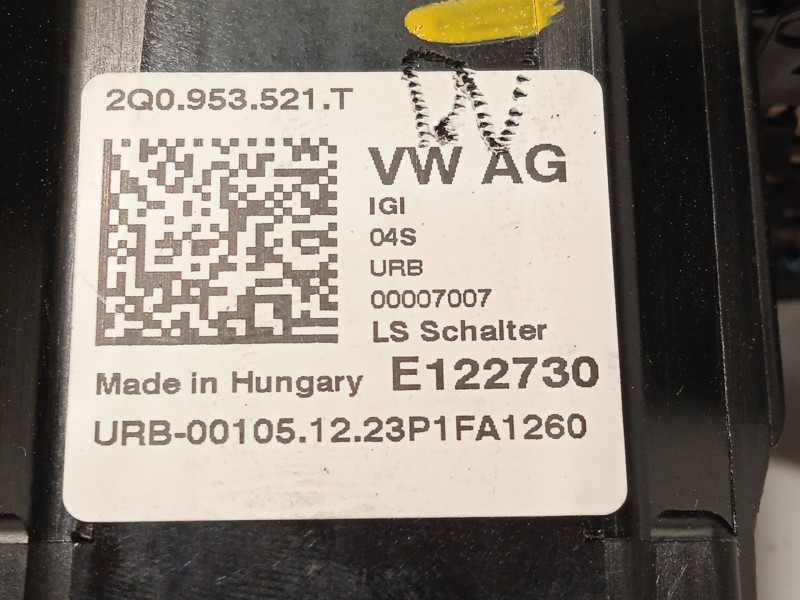 2Q0.953.521.T
VW AG
IGI
04S
URB
00007007
LS Schalter
Made in Hungary E122730
URB-00105.12.23P1FA1260